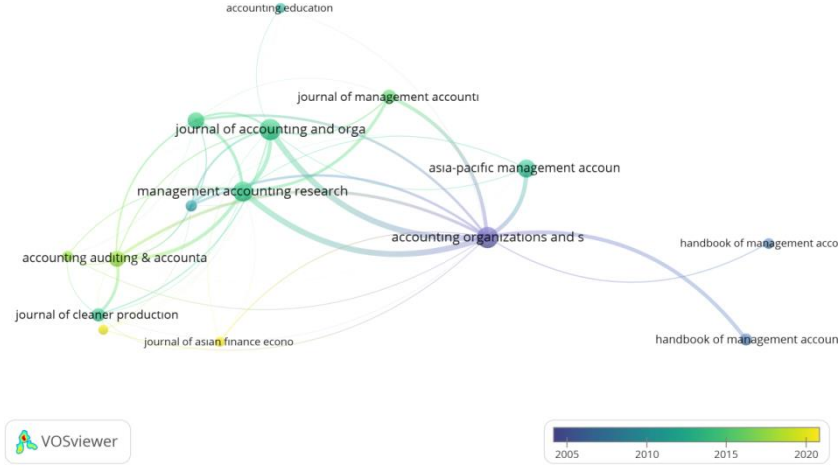 accounting education
journal of management accounti
journal of accounting and orga
asia-pacific management accoun
management accounting research
accounting organizations and s
handbook of management acco
accounting auditing & accounta
journal of cleaner production
handbook of management accoun
journal of asian finance econo
VOSviewer
2005 2010 2015 2020